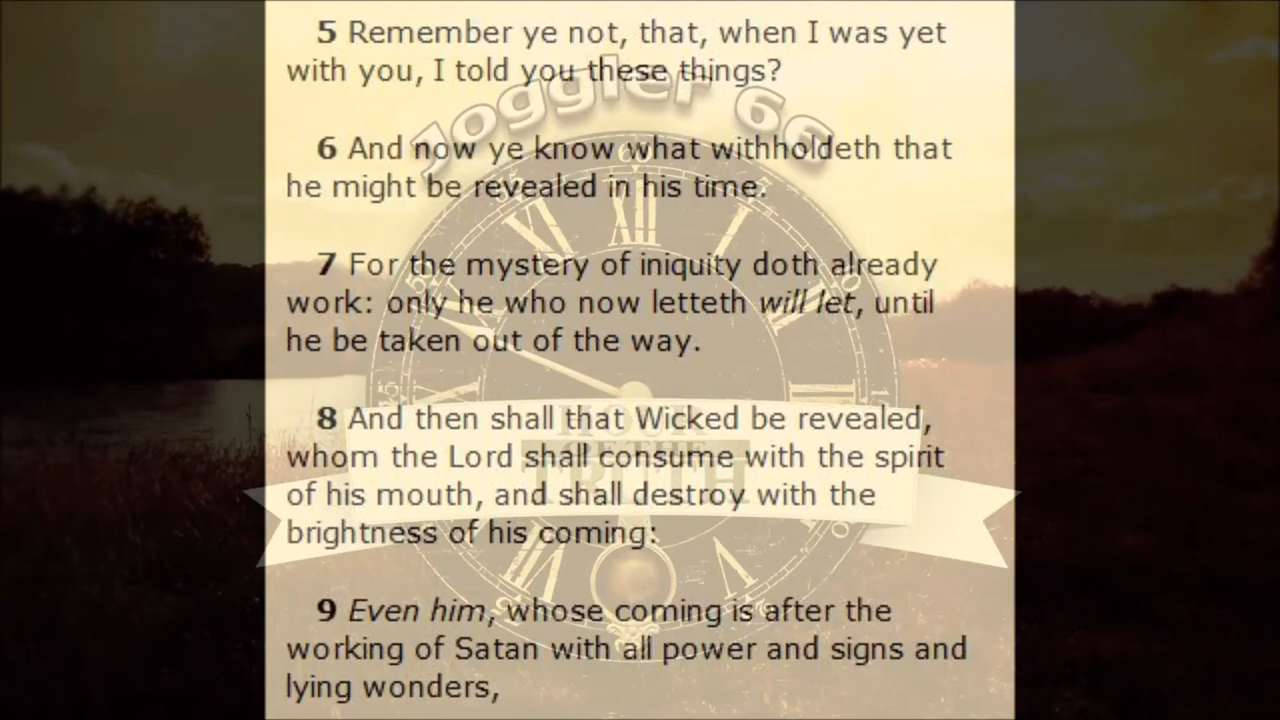 Joggler 66
5 Remember ye not, that, when I was yet
with you, I told you these things?
6 And now ye know what withholdeth that
he might be revealed in his time.
7 For the mystery of iniquity doth already
work: only he who now letteth will let, until
he be taken out of the way.
8 And then shall that Wicked be revealed,
whom the Lord shall consume with the spirit
of his mouth, and shall destroy with the
brightness of his coming:
9 Even him, whose coming is after the
working of Satan with all power and signs and
lying wonders,
HOUR
OF THE
TRUTH